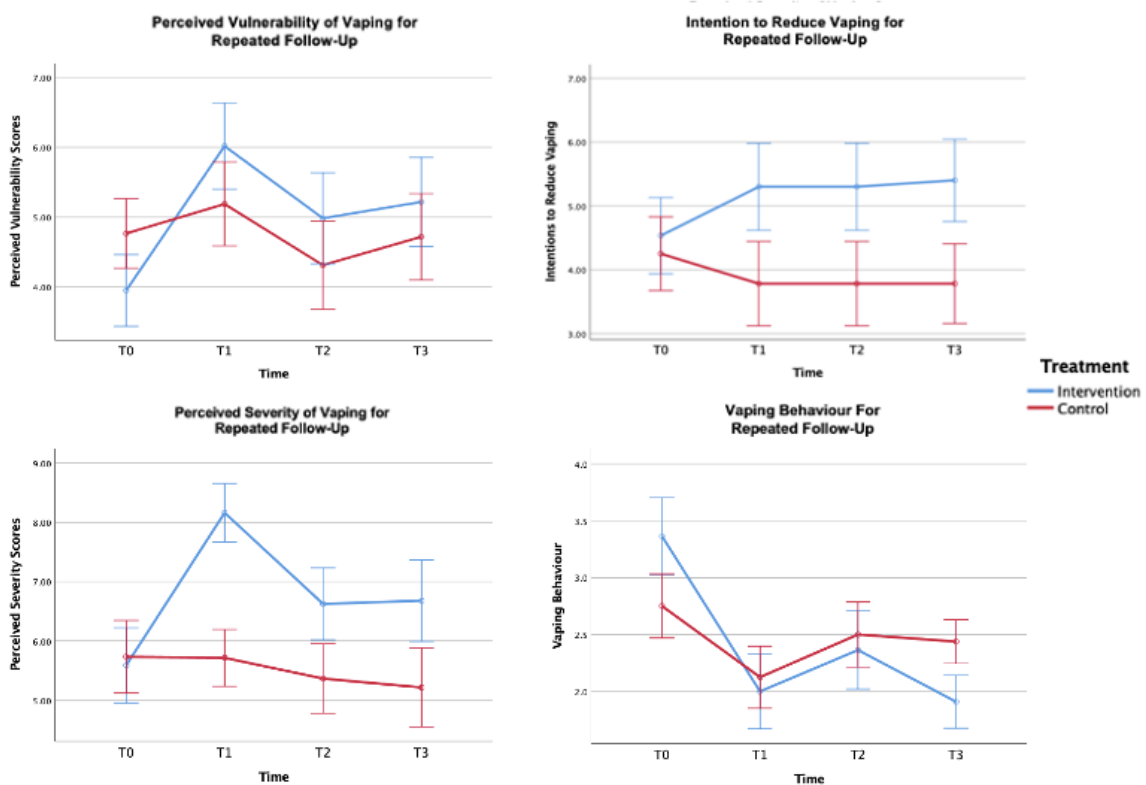 Perceived Vulnerability of Vaping for
Repeated Follow-Up
Perceived Vulnerability Scores
7.00
6.00
5.00
4.00
T0 T1 T2 T3
Time
Intention to Reduce Vaping for
Repeated Follow-Up
Intentions to Reduce Vaping
7.00
6.00
5.00
4.00
3.00
T0 T1 T2 T3
Time
Treatment
Intervention
Control
Perceived Severity of Vaping for
Repeated Follow-Up
Perceived Severity Scores
9.00
8.00
7.00
6.00
5.00
T0 T1 T2 T3
Time
Vaping Behaviour For
Repeated Follow-Up
Vaping Behaviour
4.0
3.5
3.0
2.5
2.0
T0 T1 T2 T3
Time